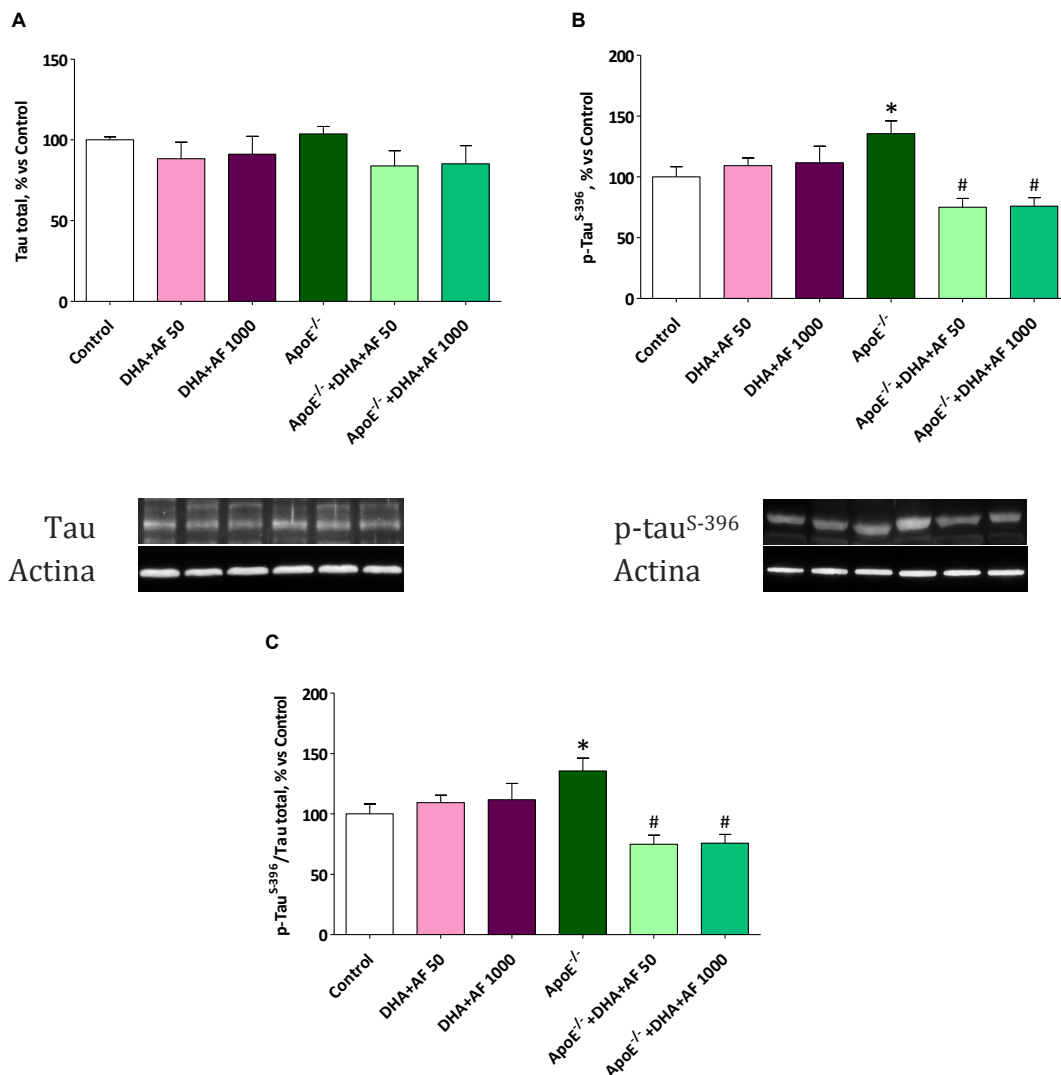 A
Tau total, % vs Control
150
100
50
0
Control
DHA+AF 50
DHA+AF 1000
ApoE-/-
ApoE-/-+DHA+AF 50
ApoE-/-+DHA+AF 1000
B
p-Tau S-396, % vs Control
200
150
100
50
0
*
#
#
Control
DHA+AF 50
DHA+AF 1000
ApoE-/-
ApoE-/-+DHA+AF 50
ApoE-/-+DHA+AF 1000
Tau
Actina
p-tau S-396
Actina
C
p-Tau S-396/Tau total, % vs Control
200
150
100
50
0
*
#
#
Control
DHA+AF 50
DHA+AF 1000
ApoE-/-
ApoE-/-+DHA+AF 50
ApoE-/-+DHA+AF 1000